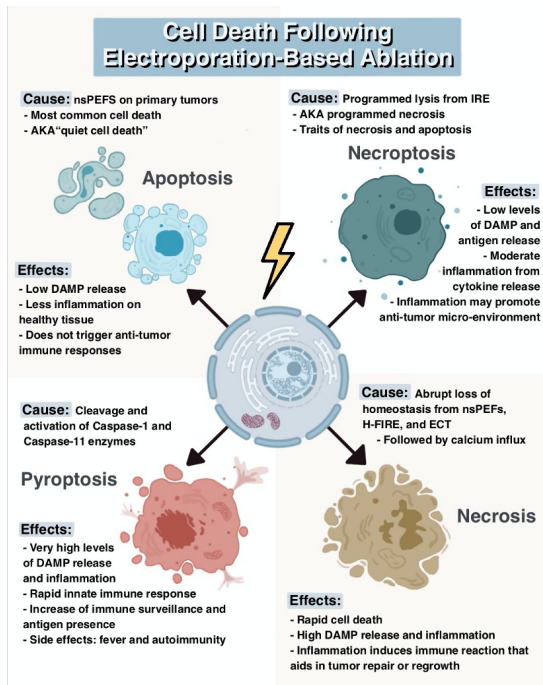 Cell Death Following
Electroporation-Based Ablation
Cause: nsPEFS on primary tumors
- Most common cell death
- AKA“quiet cell death”
Apoptosis
Effects:
- Low DAMP release
- Less inflammation on
healthy tissue
- Does not trigger anti-tumor
immune responses
Cause: Programmed lysis from IRE
- AKA programmed necrosis
- Traits of necrosis and apoptosis
Necroptosis
Effects:
- Low levels
of DAMP and
antigen release
- Moderate
inflammation from
cytokine release
- Inflammation may promote
anti-tumor micro-environment
Cause: Cleavage and
activation of Caspase-1 and
Caspase-11 enzymes
Pyroptosis
Effects:
- Very high levels
of DAMP release
and inflammation
- Rapid innate immune response
- Increase of immune surveillance and
antigen presence
- Side effects: fever and autoimmunity
Cause: Abrupt loss of
homeostasis from nsPEFs,
H-FIRE, and ECT
- Followed by calcium influx
Necrosis
Effects:
- Rapid cell death
- High DAMP release and inflammation
- Inflammation induces immune reaction that
aids in tumor repair or regrowth